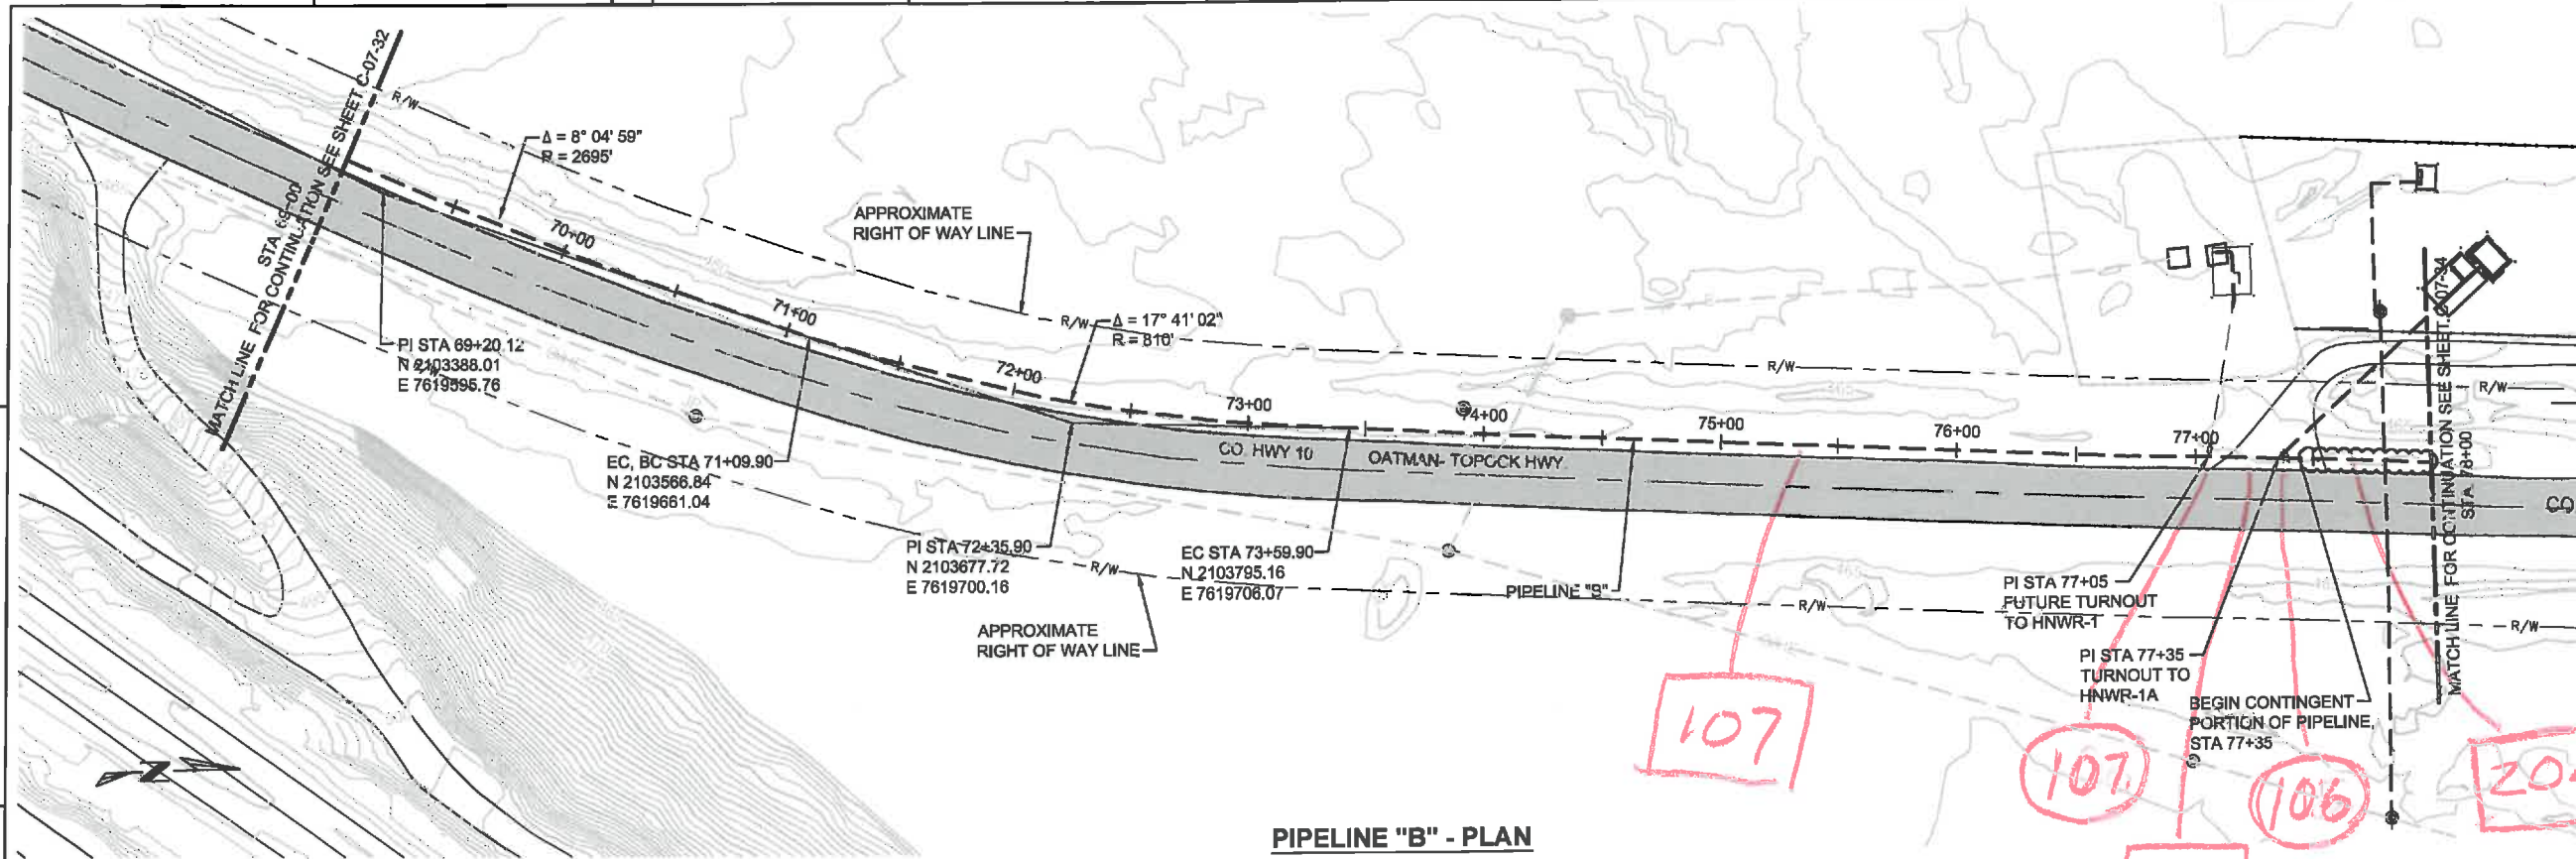 MATCH LINE FOR CONTINUATION SEE SHEET C-07-32
STA 69+00
R/W
Δ = 8° 04' 59"
R = 2695'
70+00
71+00
72+00
73+00
74+00
75+00
76+00
77+00
APPROXIMATE
RIGHT OF WAY LINE
R/W
Δ = 17° 41' 02"
R = 810'
R/W
R/W
PI STA 69+20.12
N 2103388.01
E 7619595.76
EC, BC STA 71+09.90
N 2103566.84
E 7619661.04
PI STA 72+35.90
N 2103677.72
E 7619700.16
EC STA 73+59.90
N 2103795.16
E 7619706.07
CO. HWY 10
OATMAN- TOPOCK HWY
CO
R/W
APPROXIMATE
RIGHT OF WAY LINE
PIPELINE "B"
R/W
PI STA 77+05
FUTURE TURNOUT
TO HNWR-1
R/W
PI STA 77+35
TURNOUT TO
HNWR-1A
BEGIN CONTINGENT
PORTION OF PIPELINE,
STA 77+35
MATCH LINE FOR CONTINUATION SEE SHEET C-07-34
STA 78+00
107
107
106
PIPELINE "B" - PLAN